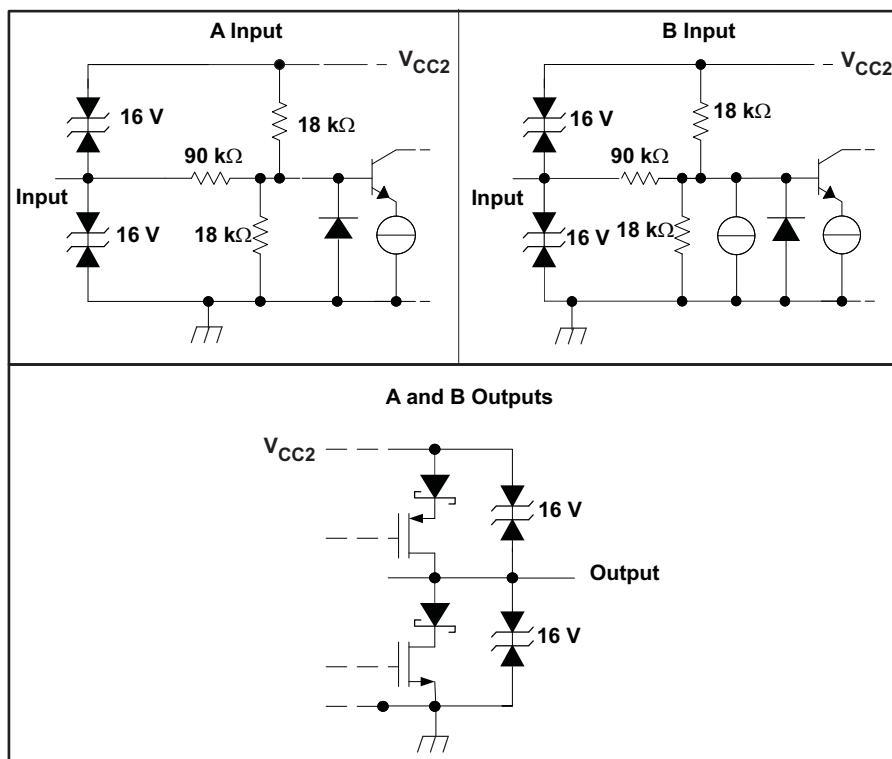 A Input
VCC2
16 V
18 kΩ
90 kΩ
Input
16 V
18 kΩ
B Input
VCC2
16 V
18 kΩ
90 kΩ
Input
16 V
18 kΩ
A and B Outputs
VCC2
16 V
Output
16 V